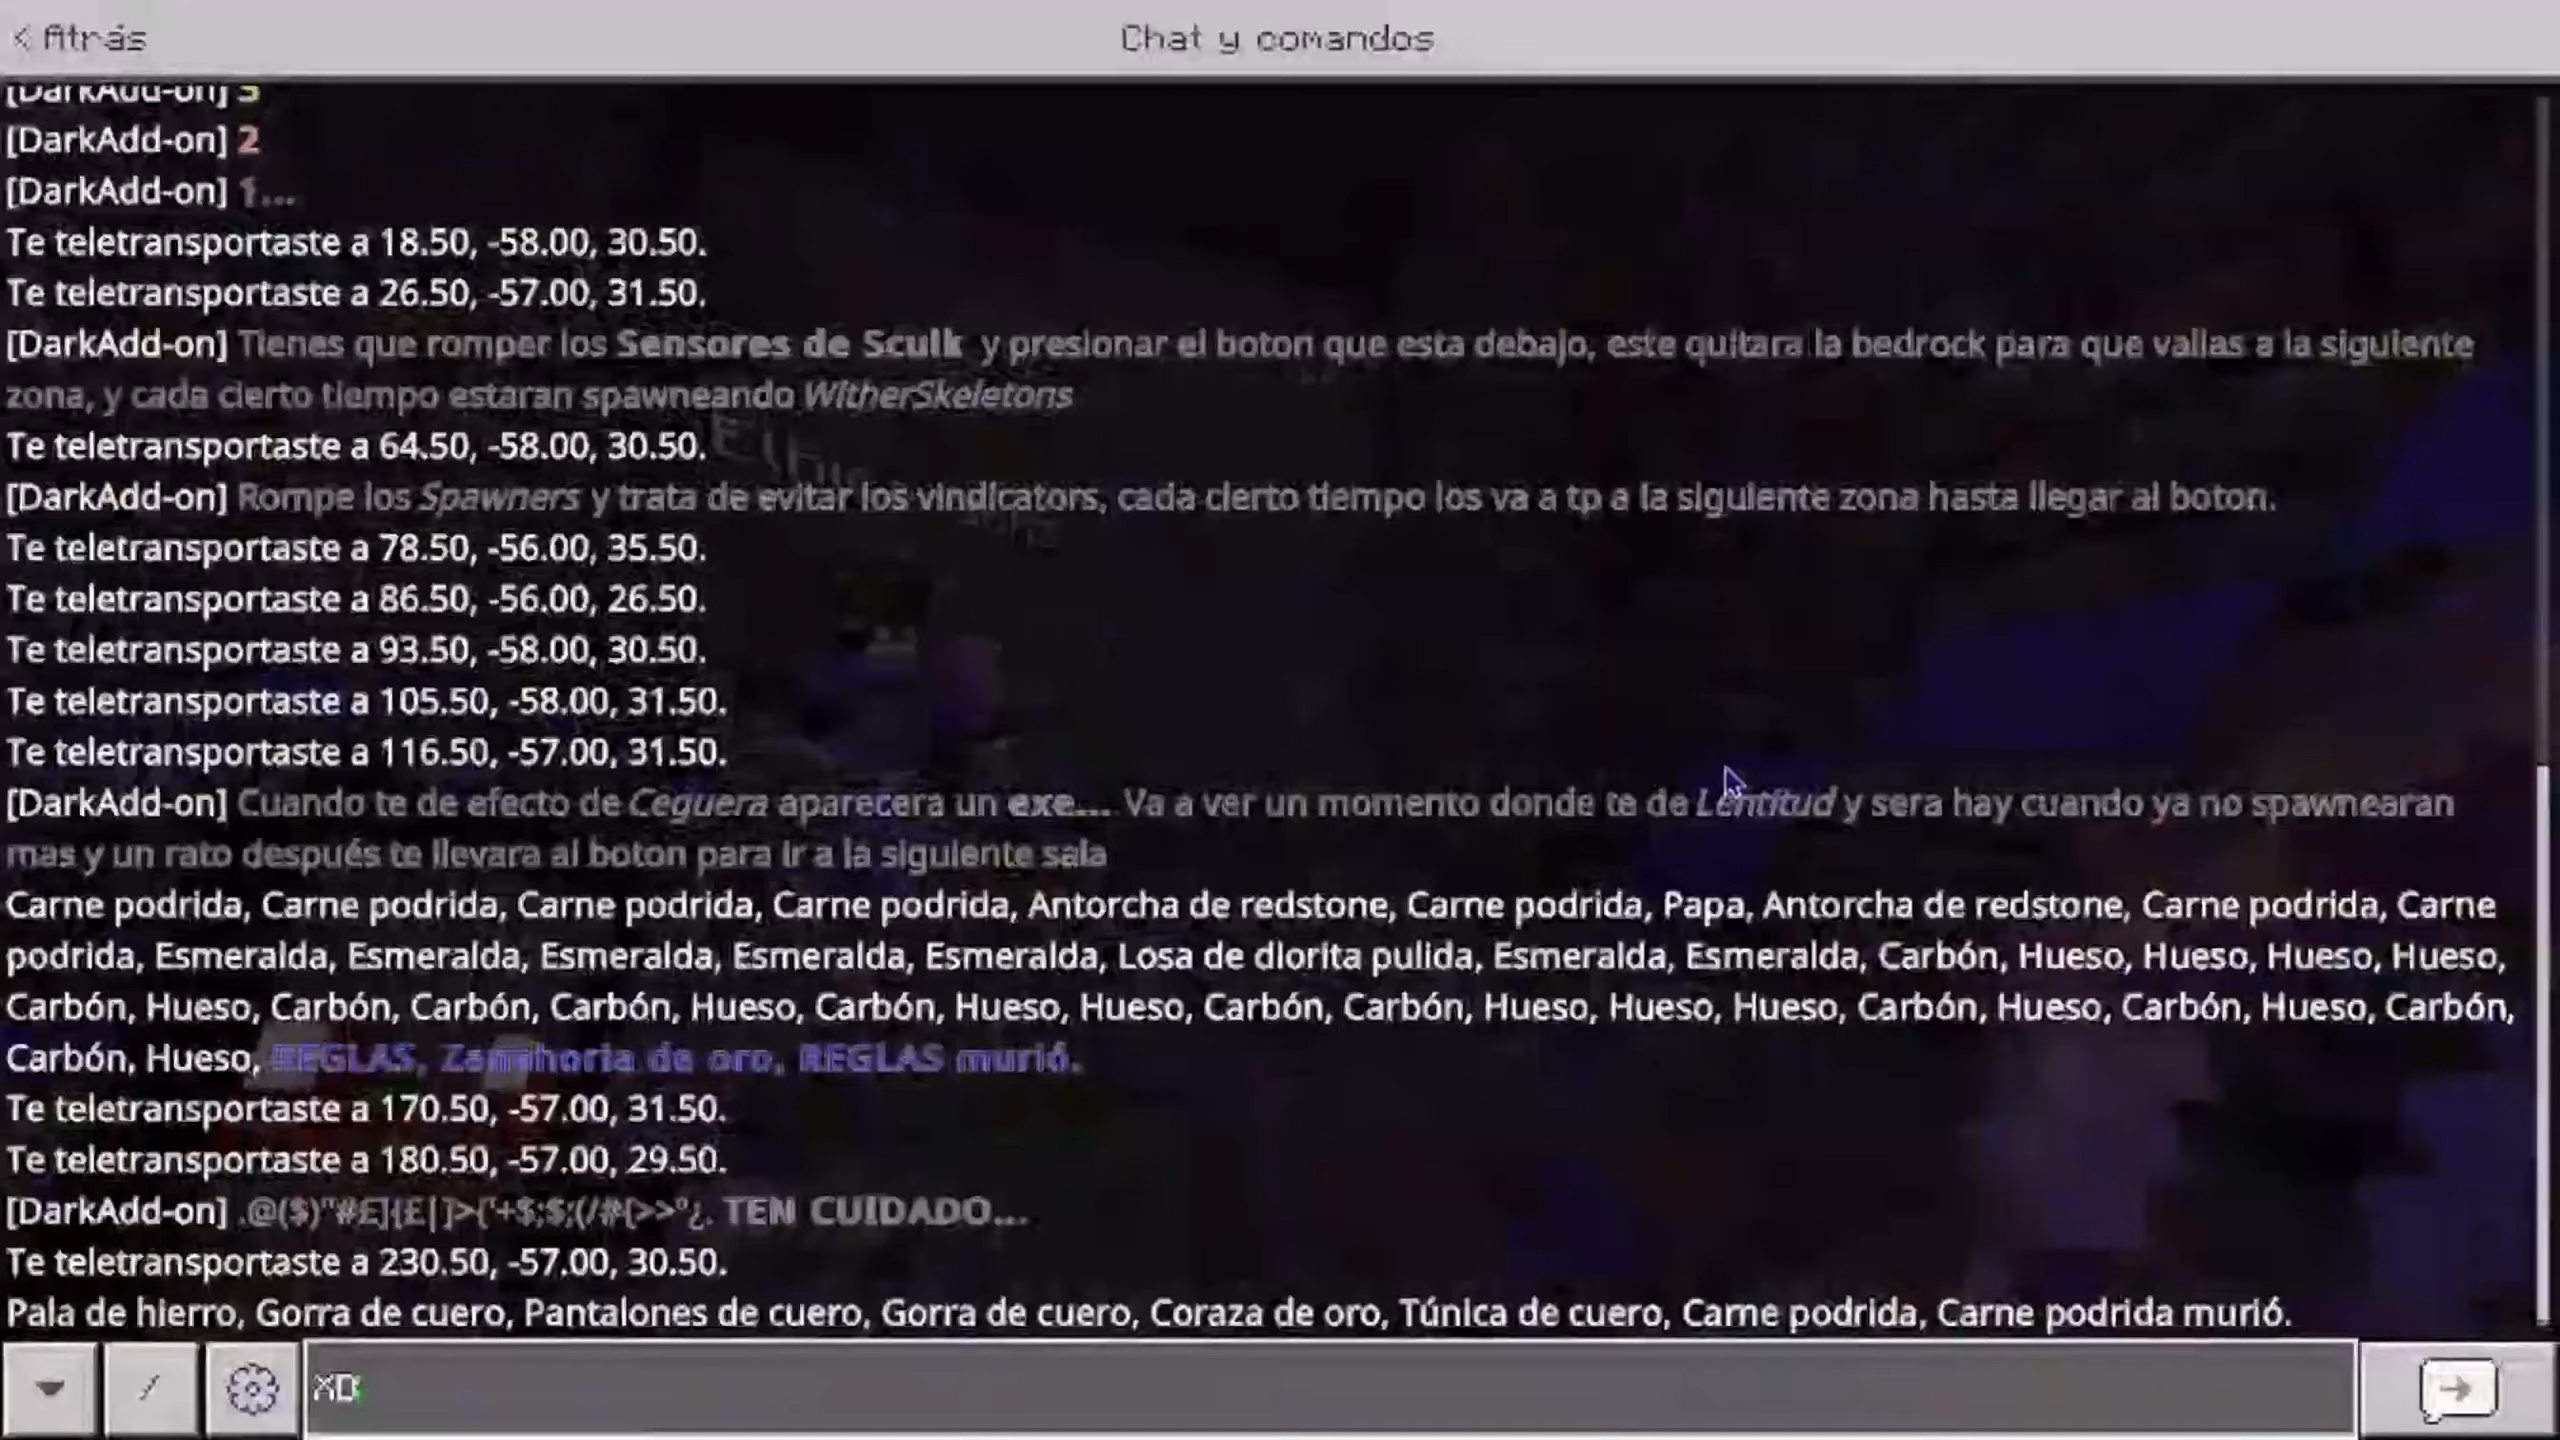 < Atrás
Chat y comandos
[DarkAdd-on] 3
[DarkAdd-on] 2
[DarkAdd-on] 1...
Te teletransportaste a 18.50, -58.00, 30.50.
Te teletransportaste a 26.50, -57.00, 31.50.
[DarkAdd-on] Tienes que romper los Sensores de Sculk y presionar el boton que esta debajo, este quitara la bedrock para que vallas a la siguiente
zona, y cada cierto tiempo estaran spawneando WitherSkeletons
Te teletransportaste a 64.50, -58.00, 30.50.
[DarkAdd-on] Rompe los Spawners y trata de evitar los vindicators, cada cierto tiempo los va a tp a la siguiente zona hasta llegar al boton.
Te teletransportaste a 78.50, -56.00, 35.50.
Te teletransportaste a 86.50, -56.00, 26.50.
Te teletransportaste a 93.50, -58.00, 30.50.
Te teletransportaste a 105.50, -58.00, 31.50.
Te teletransportaste a 116.50, -57.00, 31.50.
[DarkAdd-on] Cuando te de efecto de Ceguera aparecera un exe... Va a ver un momento donde te de Lentitud y sera hay cuando ya no spawnearan
mas y un rato después te llevara al boton para ir a la siguiente sala
Carne podrida, Carne podrida, Carne podrida, Carne podrida, Antorcha de redstone, Carne podrida, Papa, Antorcha de redstone, Carne podrida, Carne
podrida, Esmeralda, Esmeralda, Esmeralda, Esmeralda, Esmeralda, Losa de diorita pulida, Esmeralda, Esmeralda, Carbón, Hueso, Hueso, Hueso, Hueso,
Carbón, Hueso, Carbón, Carbón, Carbón, Hueso, Carbón, Hueso, Hueso, Carbón, Carbón, Hueso, Hueso, Hueso, Carbón, Hueso, Carbón, Hueso, Carbón,
Carbón, Hueso, REGLAS, Zanahoria de oro, REGLAS murió.
Te teletransportaste a 170.50, -57.00, 31.50.
Te teletransportaste a 180.50, -57.00, 29.50.
[DarkAdd-on] .@($)"#£]{£|]>{'+$;$;(/#[>>°¿. TEN CUIDADO...
Te teletransportaste a 230.50, -57.00, 30.50.
Pala de hierro, Gorra de cuero, Pantalones de cuero, Gorra de cuero, Coraza de oro, Túnica de cuero, Carne podrida, Carne podrida murió.
XD